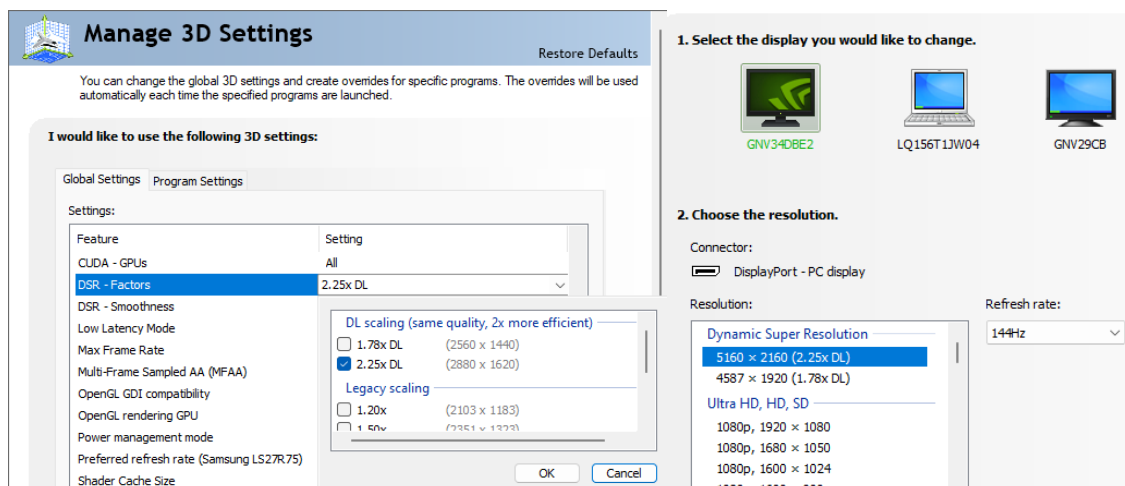 Manage 3D Settings
Restore Defaults
You can change the global 3D settings and create overrides for specific programs. The overrides will be used
automatically each time the specified programs are launched.
I would like to use the following 3D settings:
Global Settings
Program Settings
Settings:
Feature
Setting
CUDA - GPUs
All
DSR - Factors
2.25x DL
DSR - Smoothness
Low Latency Mode
Max Frame Rate
Multi-Frame Sampled AA (MFAA)
OpenGL GDI compatibility
OpenGL rendering GPU
Power management mode
Preferred refresh rate (Samsung LS27R75)
Shader Cache Size
DL scaling (same quality, 2x more efficient)
1.78x DL (2560 x 1440)
2.25x DL (2880 x 1620)
Legacy scaling
1.20x (2103 x 1183)
1.50x (2351 x 1323)
OK
Cancel
1. Select the display you would like to change.
GNV34DBE2
LQ156T1JW04
GNV29CB
2. Choose the resolution.
Connector:
DisplayPort - PC display
Resolution:
Refresh rate:
144Hz
Dynamic Super Resolution
5160 × 2160 (2.25x DL)
4587 × 1920 (1.78x DL)
Ultra HD, HD, SD
1080p, 1920 × 1080
1080p, 1680 × 1050
1080p, 1600 × 1024